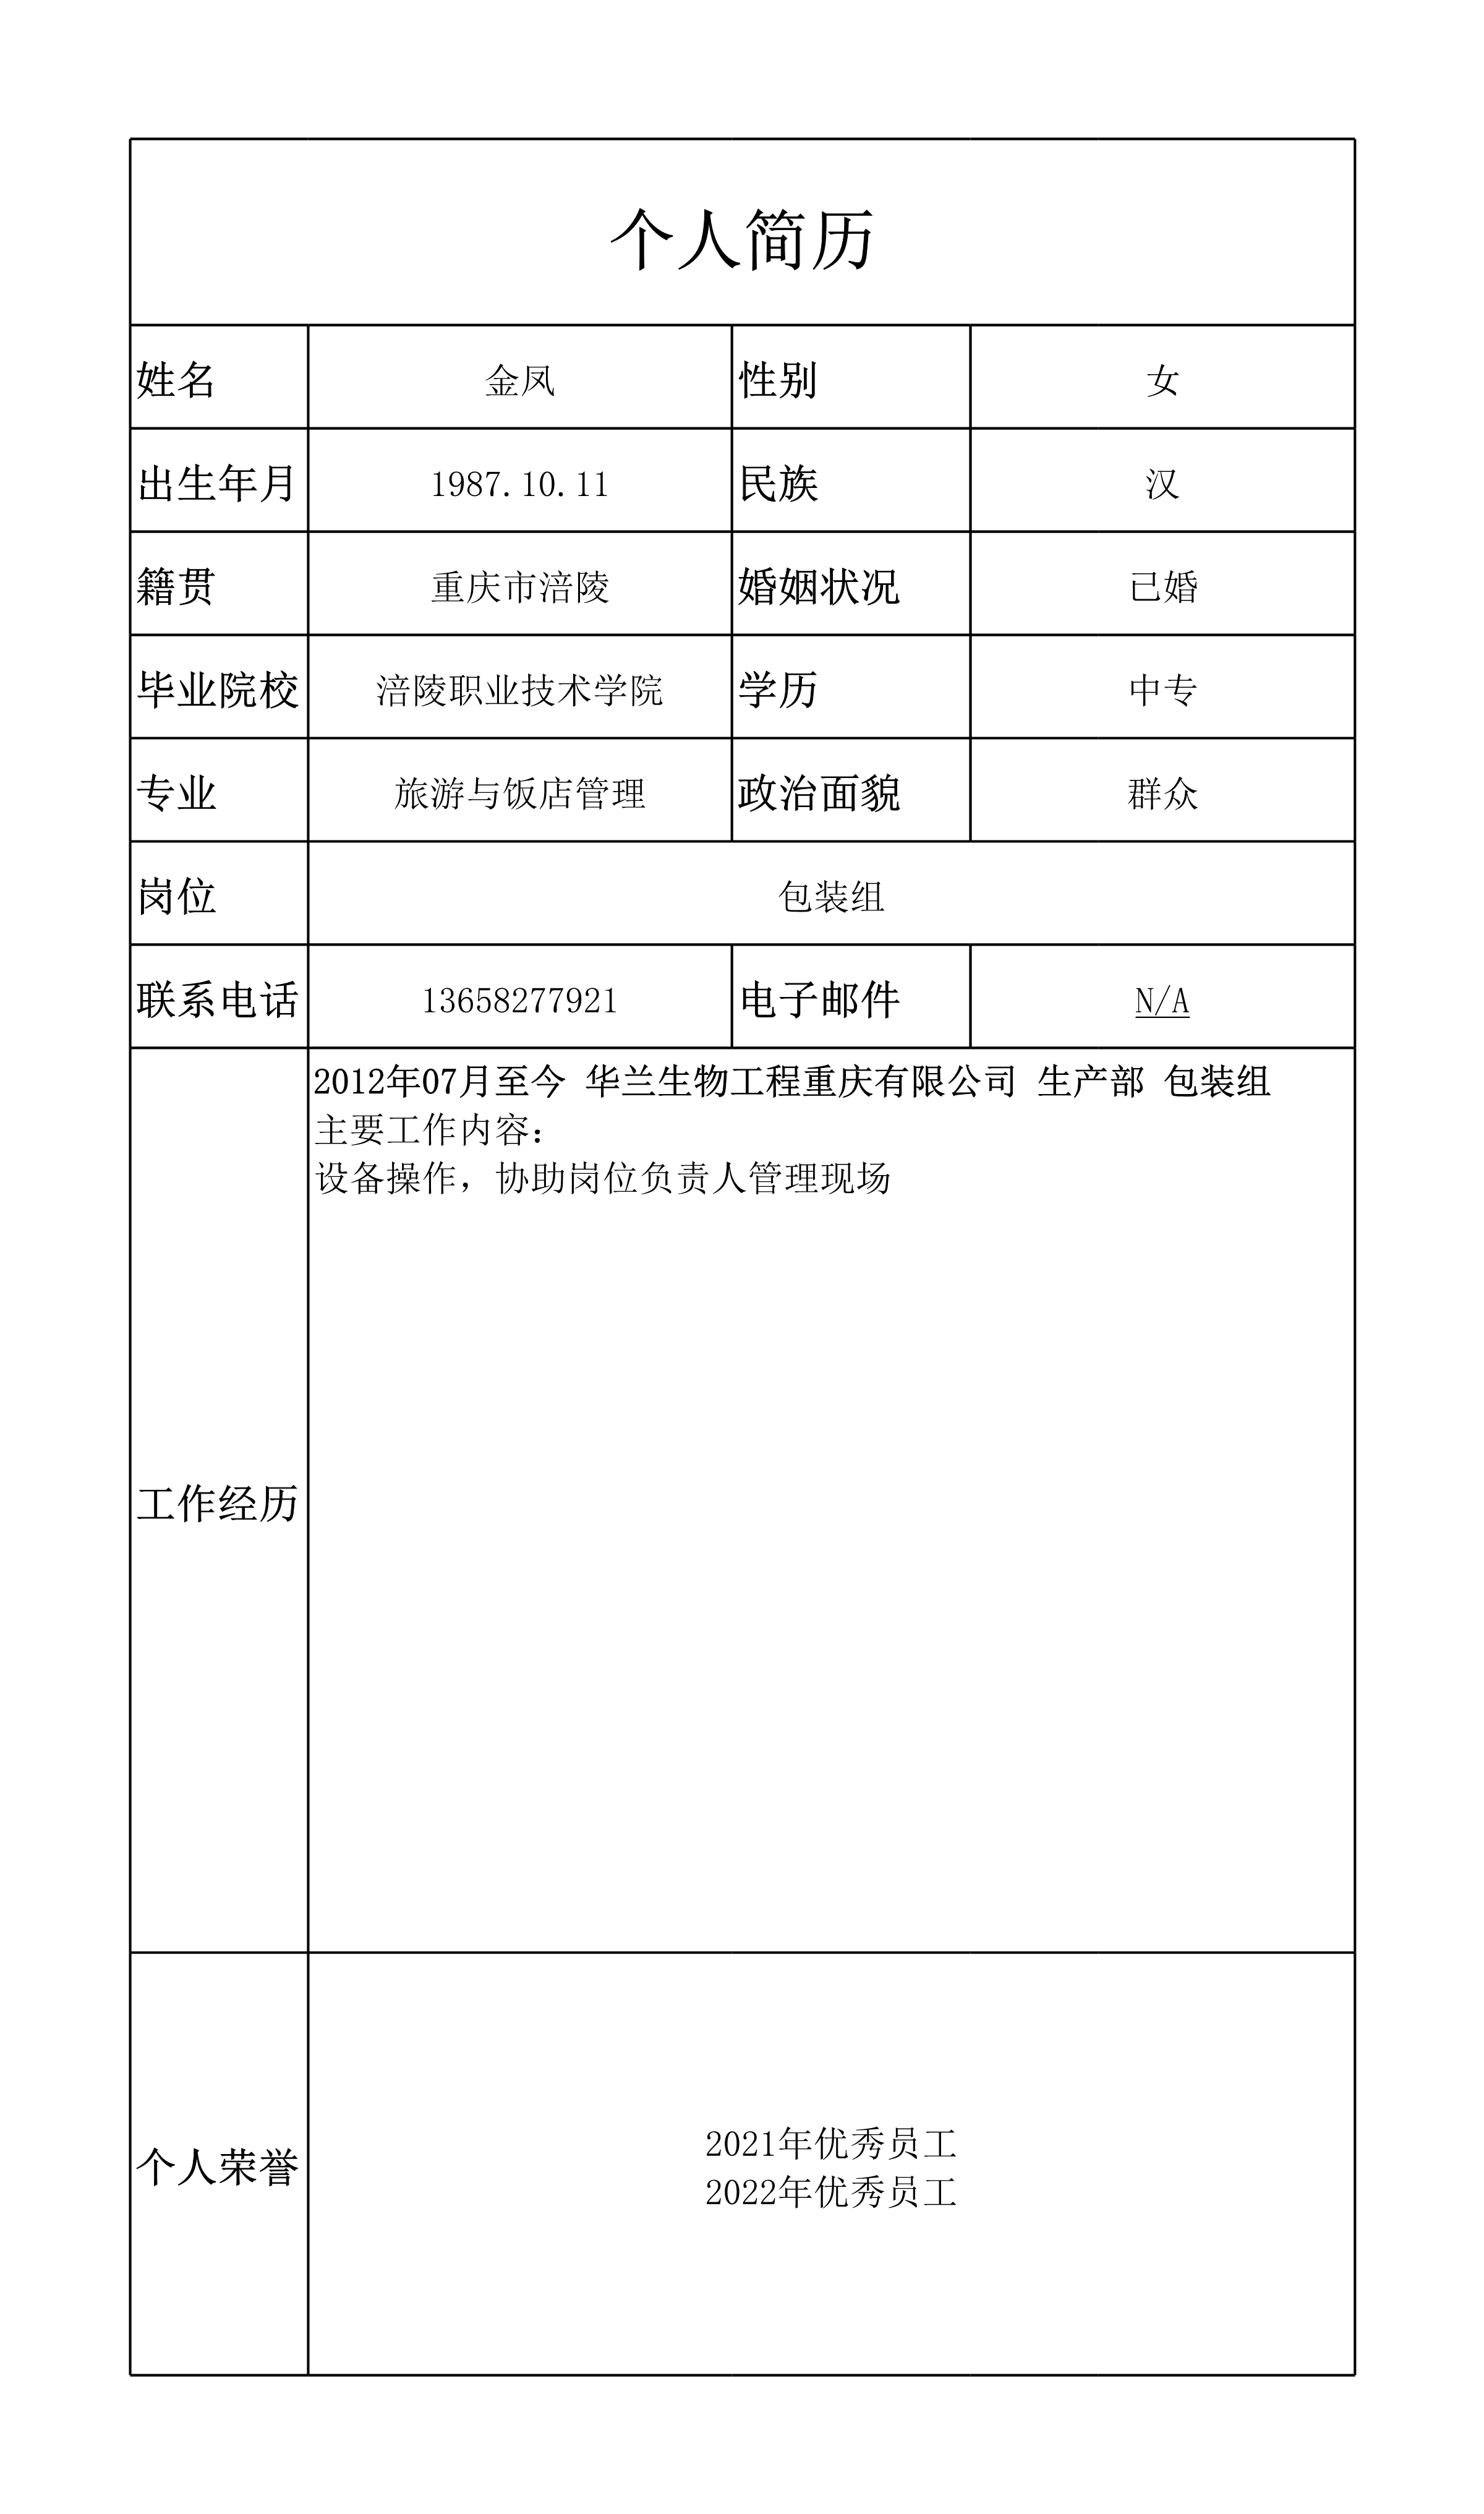 个人简历
姓名 金凤 性别 女
出生年月 1987.10.11 民族 汉
籍贯 重庆市涪陵 婚姻状况 已婚
毕业院校 涪陵职业技术学院 学历 中专
专业 旅游与饭店管理 政治面貌 群众
岗位 包装组
联系电话 13658277921 电子邮件 N/A
2012年07月至今 华兰生物工程重庆有限公司 生产部 包装组
主要工作内容:
设备操作，协助岗位负责人管理现场
工作经历
2021年优秀员工
个人荣誉
2022年优秀员工